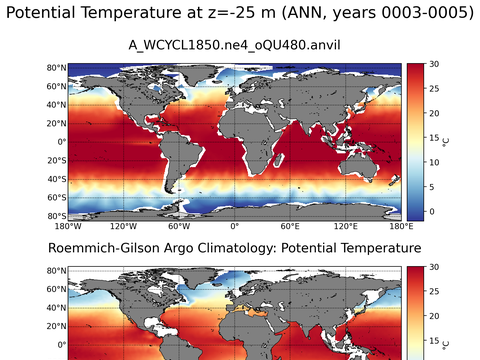 Potential Temperature at z=-25 m (ANN, years 0003-0005)
A_WCYCL1850.ne4_oQU480.anvil
80°N
60°N
40°N
20°N
0°
20°S
40°S
60°S
80°S
180°W 120°W 60°W 0° 60°E 120°E 180°E
30
25
20
15
10
5
0
°C
Roemmich-Gilson Argo Climatology: Potential Temperature
80°N
60°N
40°N
20°N
0°
30
25
20
15
°C